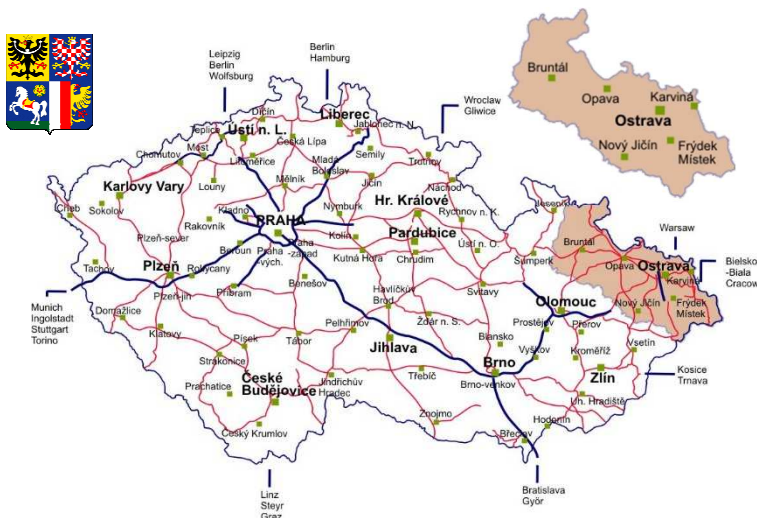 Leipzig
Berlin
Wolfsburg
Berlin
Hamburg
Wroclaw
Gliwice
Bruntál
Opava
Karviná
Ostrava
Nový Jičín
Frýdek
Místek
Děčín
Teplice
Ústí n. L.
Liberec
Jablonec n. N.
Most
Česká Lípa
Chomutov
Litoměřice
Semily
Trutnov
Mladá
Boleslav
Karlovy Vary
Louny
Mělník
Jičín
Náchod
Cheb
Sokolov
Kladno
Nymburk
Hr. Králové
Rychnov n. K.
Jeseník
Rakovník
PRAHA
Plzeň-sever
Kolín
Pardubice
Bruntál
Warsaw
Beroun
Praha
-vých.
Praha
-západ
Kutná Hora
Chrudim
Ústí n. O.
Šumperk
Opava
Ostrava
Bielsko
-Biala
Cracow
Tachov
Plzeň
Rokycany
Karviná
Příbram
Benešov
Havlíčkův
Brod
Svitavy
Olomouc
Nový Jičín
Frýdek
Místek
Munich
Ingolstadt
Stuttgart
Torino
Plzeň-jih
Domažlice
Klatovy
Písek
Tábor
Pelhřimov
Žďár n. S.
Prostějov
Přerov
Jihlava
Blansko
Vsetín
Strakonice
Vyškov
Kroměříž
Prachatice
České
Budějovice
Jindřichův
Hradec
Třebíč
Brno
Brno-venkov
Zlín
Kosice
Trnava
Uh. Hradiště
Znojmo
Hodonín
Český Krumlov
Břeclav
Linz
Steyr
Graz
Bratislava
Györ